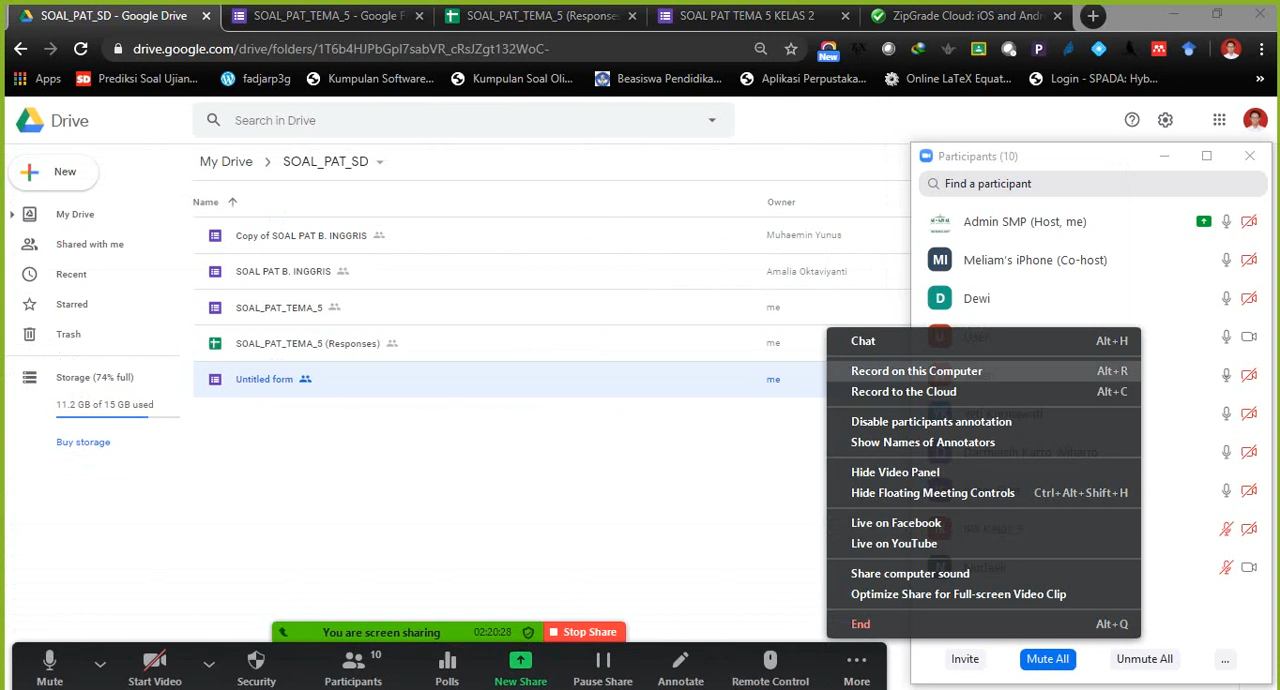 SOAL_PAT_SD - Google Drive
SOAL_PAT_TEMA_5 - Google F
SOAL_PAT_TEMA_5 (Response
SOAL PAT TEMA 5 KELAS 2
ZipGrade Cloud: iOS and Andr
drive.google.com/drive/folders/1T6b4HJPbGpI7sabVR_cRsJZgt132WoC-
New
Apps
Prediksi Soal Ujian...
fadjarp3g
Kumpulan Software...
Kumpulan Soal Oli...
Beasiswa Pendidika...
Aplikasi Perpustaka...
Online LaTeX Equat...
Login - SPADA: Hyb...
Drive
Search in Drive
New
My Drive > SOAL_PAT_SD
Participants (10)
Find a participant
My Drive
Shared with me
Recent
Starred
Trash
Storage (74% full)
11.2 GB of 15 GB used
Buy storage
Name
Owner
Copy of SOAL PAT B. INGGRIS
Muhaemin Yunus
SOAL PAT B. INGGRIS
Amalia Oktaviyanti
SOAL_PAT_TEMA_5
me
SOAL_PAT_TEMA_5 (Responses)
me
Untitled form
me
Admin SMP (Host, me)
MI Meliam's iPhone (Co-host)
D Dewi
Chat Alt+H
Record on this Computer Alt+R
Record to the Cloud Alt+C
Disable participants annotation
Show Names of Annotators
Hide Video Panel
Hide Floating Meeting Controls Ctrl+Alt+Shift+H
Live on Facebook
Live on YouTube
Share computer sound
Optimize Share for Full-screen Video Clip
End Alt+Q
You are screen sharing
02:20:28
Stop Share
Mute
Start Video
Security
10
Participants
Polls
New Share
Pause Share
Annotate
Remote Control
More
Invite
Mute All
Unmute All
...